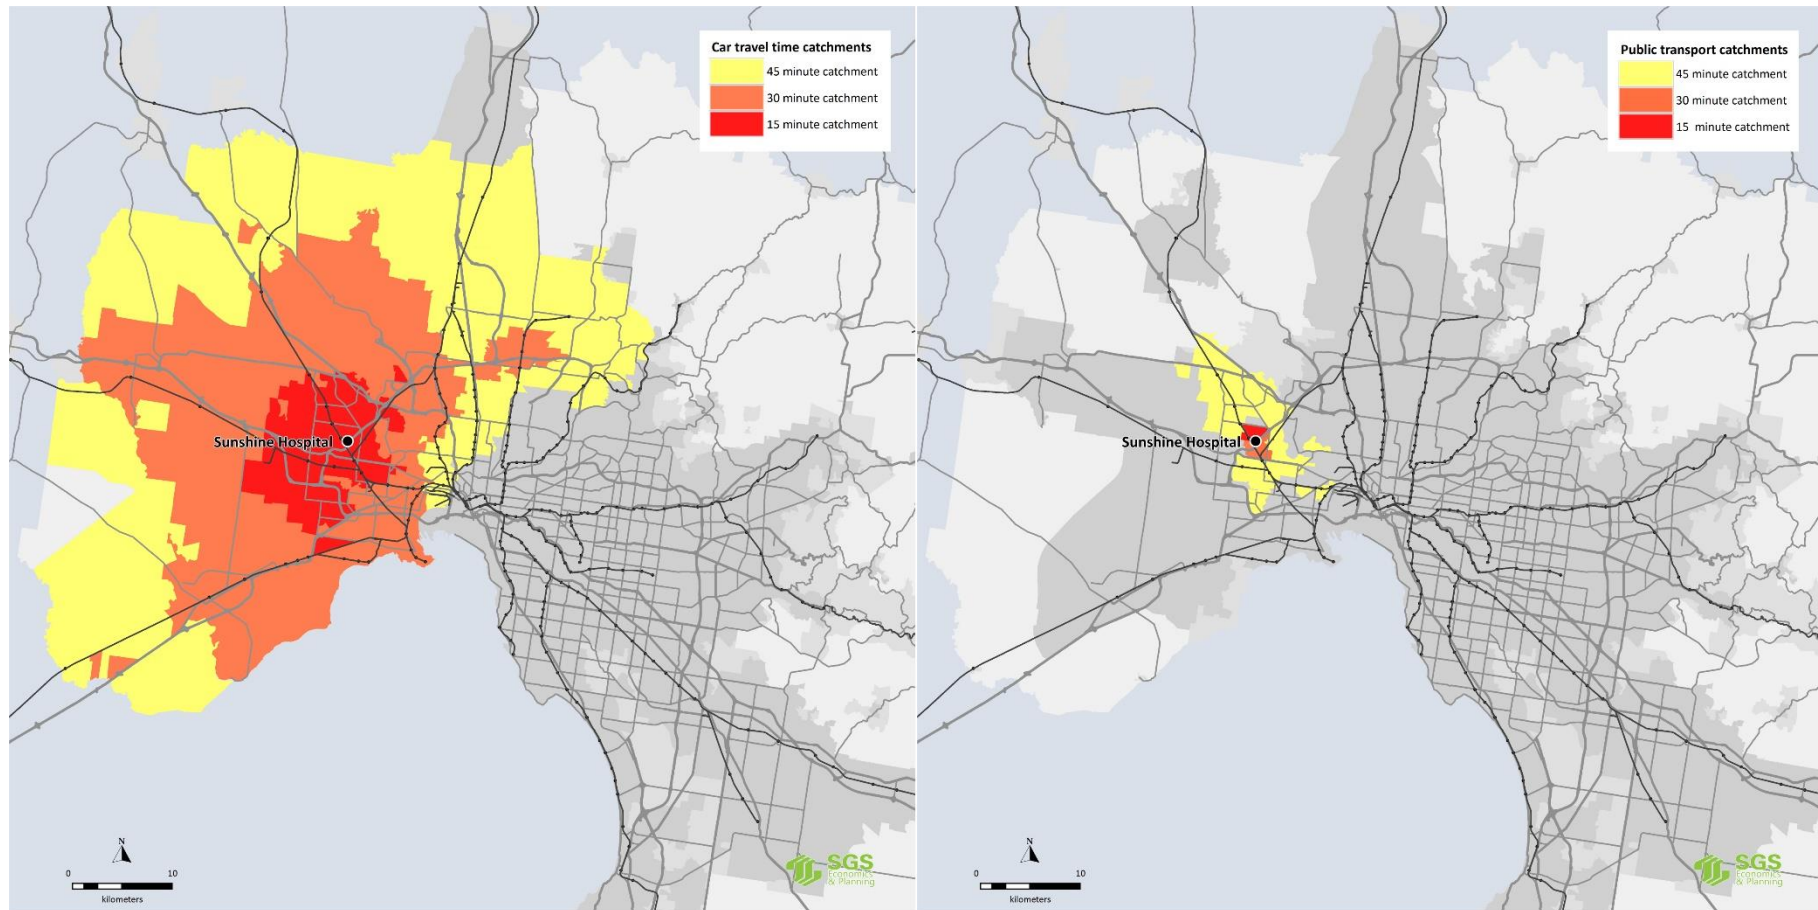 Car travel time catchments
45 minute catchment
30 minute catchment
15 minute catchment
Sunshine Hospital
N
0 10
kilometers
SGS
Economics
& Planning
Public transport catchments
45 minute catchment
30 minute catchment
15 minute catchment
Sunshine Hospital
N
0 10
kilometers
SGS
Economics
& Planning